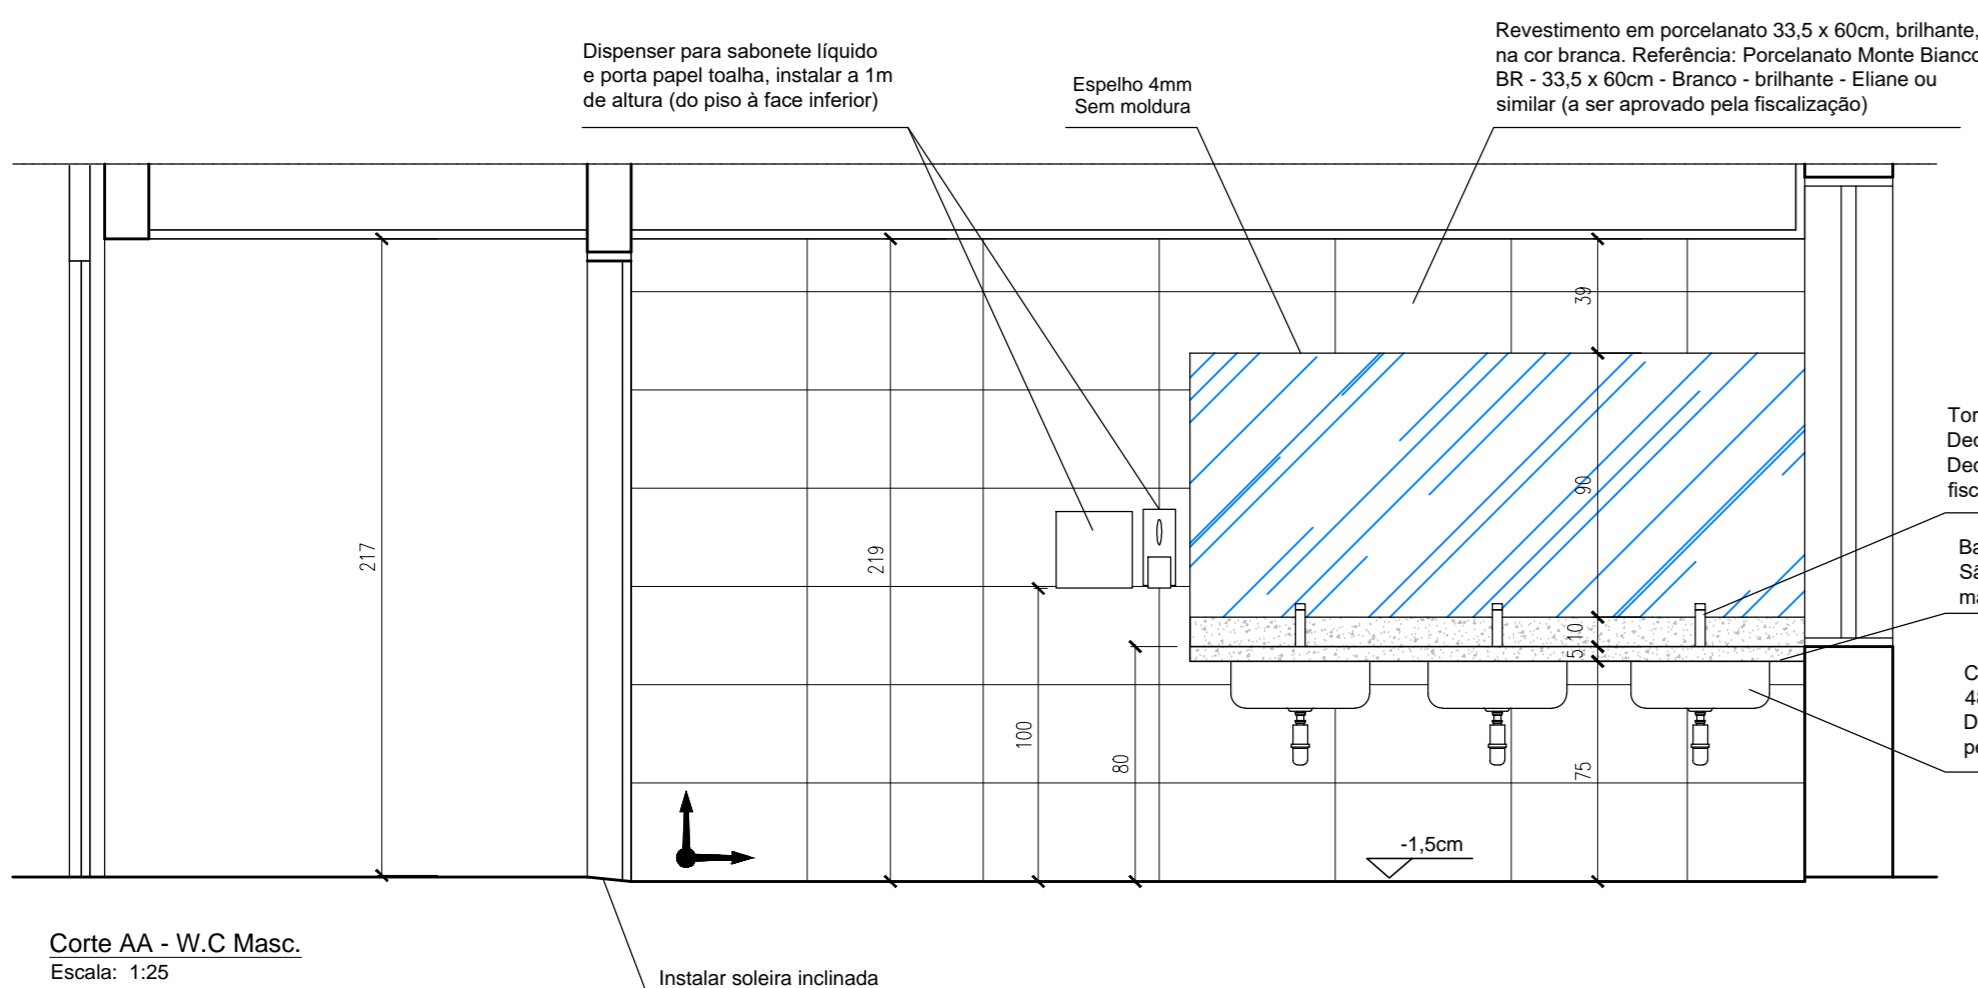 Dispenser para sabonete líquido
e porta papel toalha, instalar a 1m
de altura (do piso à face inferior)
Espelho 4mm
Sem moldura
Revestimento em porcelanato 33,5 x 60cm, brilhante,
na cor branca. Referência: Porcelanato Monte Bianco
BR - 33,5 x 60cm - Branco - brilhante - Eliane ou
similar (a ser aprovado pela fiscalização)
39
90
217
219
10
5
100
80
75
-1,5cm
Corte AA - W.C Masc.
Escala: 1:25
Instalar soleira inclinada